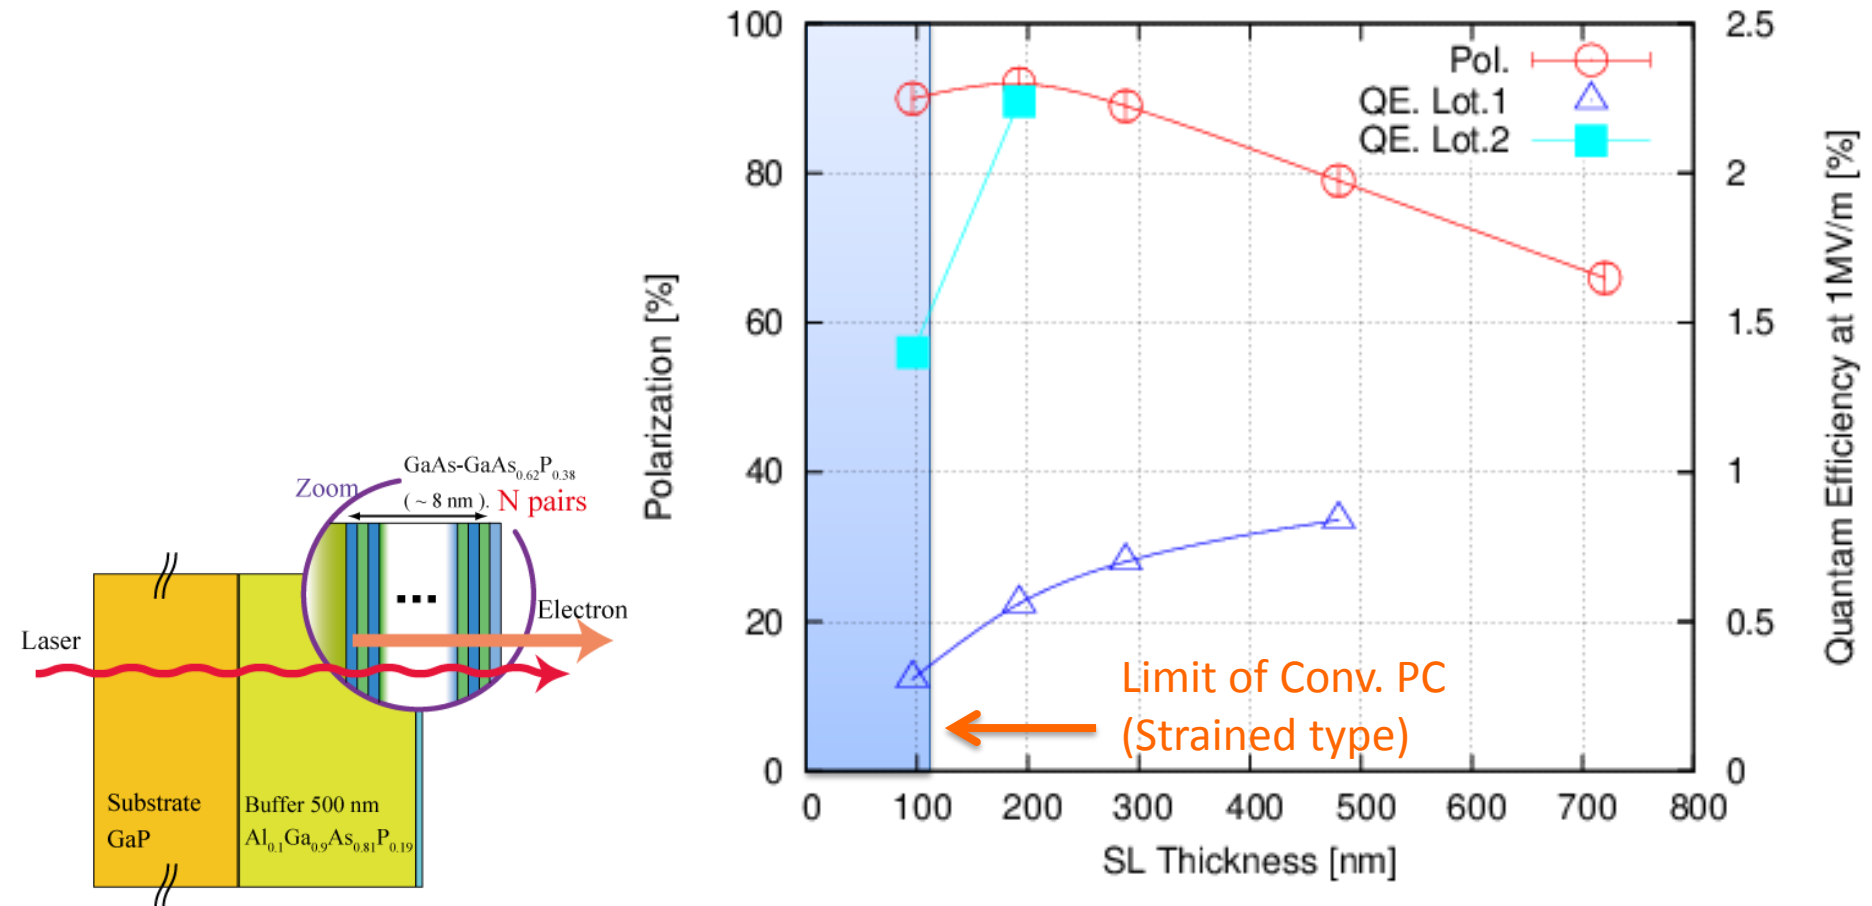 GaAs-GaAs0.62P0.38
Zoom
( ~ 8 nm ). N pairs
...
Electron
Laser
Substrate
GaP
Buffer 500 nm
Al0.1Ga0.9As0.81P0.19
100
80
60
40
20
0
Polarization [%]
Pol.
QE. Lot.1
QE. Lot.2
2.5
2
1.5
1
0.5
0
Quantam Efficiency at 1MV/m [%]
Limit of Conv. PC
(Strained type)
0 100 200 300 400 500 600 700 800
SL Thickness [nm]